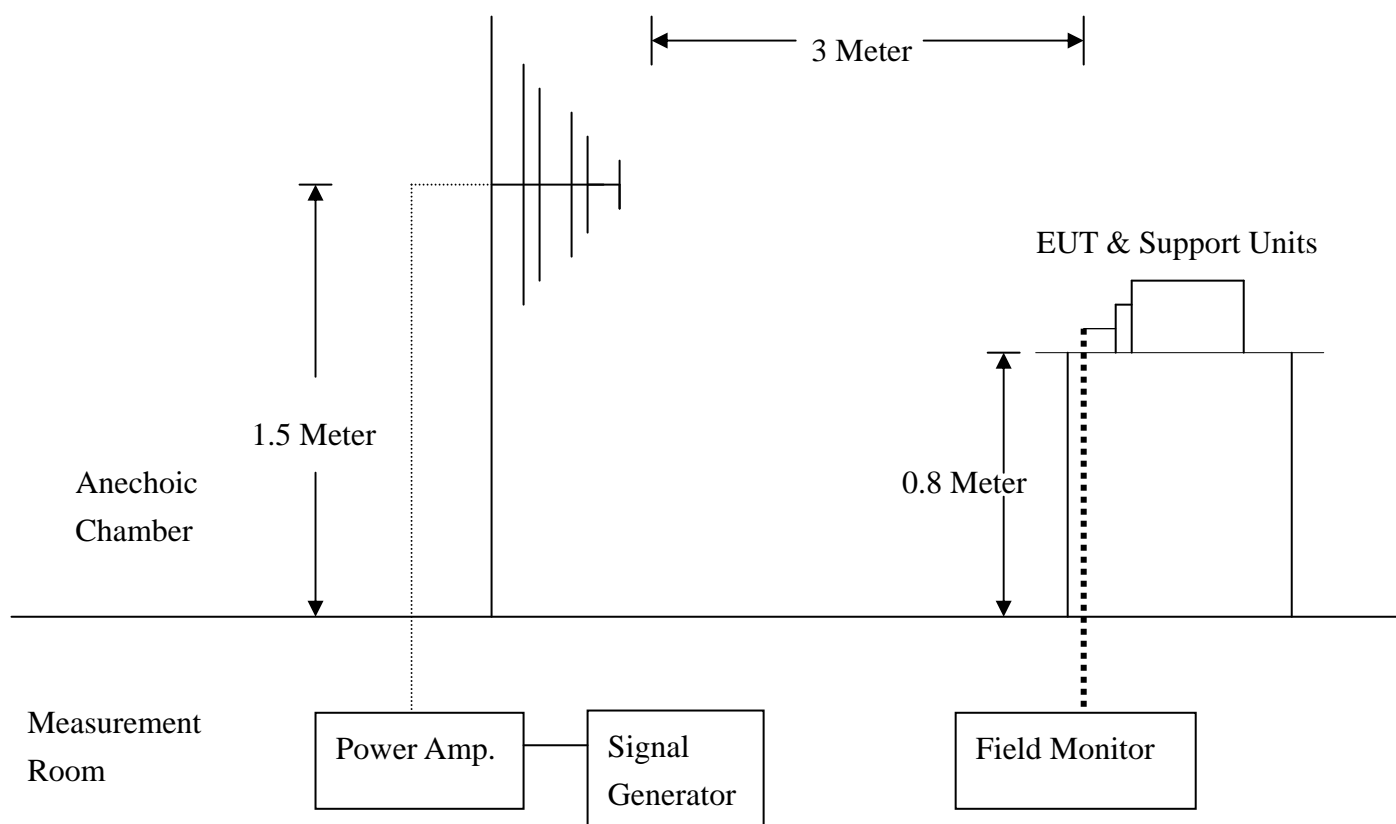 3 Meter
EUT & Support Units
1.5 Meter
0.8 Meter
Anechoic
Chamber
Measurement
Room
Power Amp.
Signal
Generator
Field Monitor